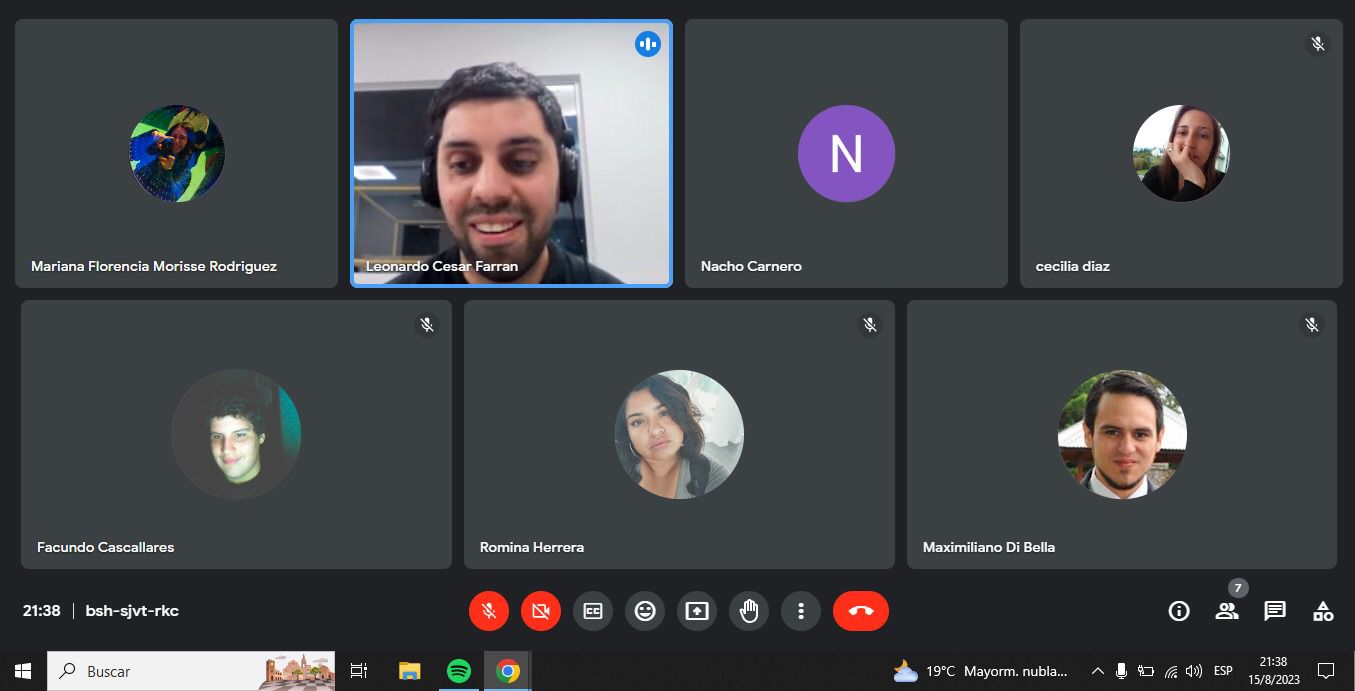 Mariana Florencia Morisse Rodriguez
Leonardo Cesar Farran
N
Nacho Carnero
cecilia diaz
Facundo Cascallares
Romina Herrera
Maximiliano Di Bella
21:38 | bsh-sjvt-rkc
CC
7
Buscar
19°C Mayorm. nubla...
ESP
21:38
15/8/2023